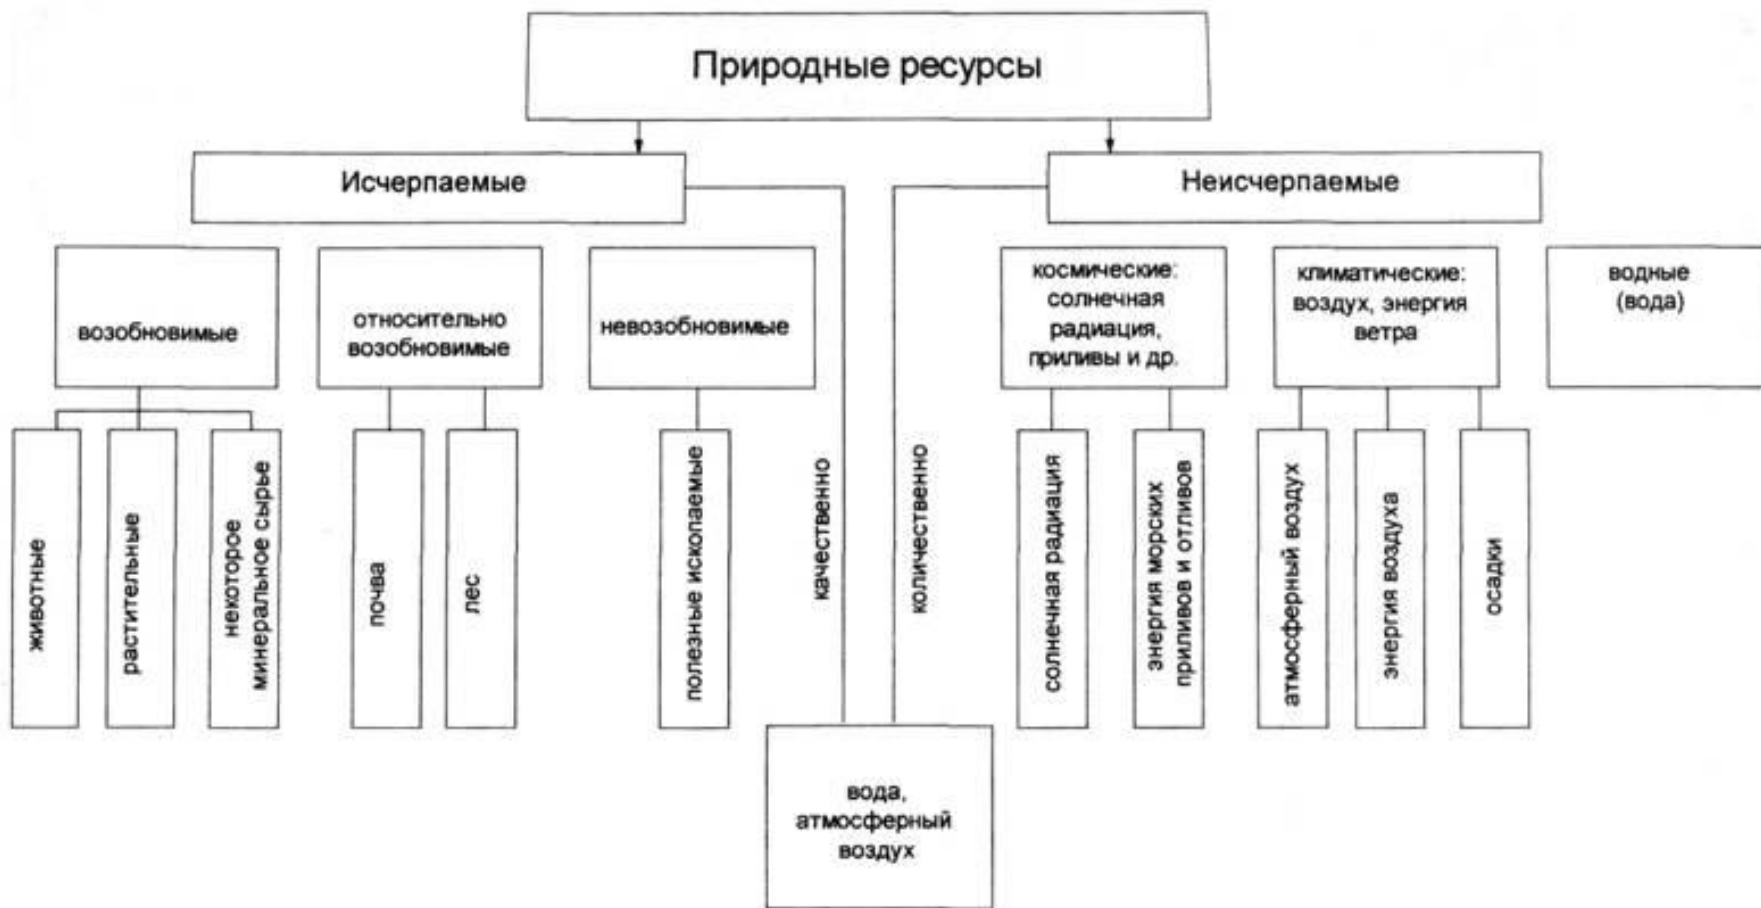 Природные ресурсы
Исчерпаемые
Неисчерпаемые
возобновимые
относительно
возобновимые
невозобновимые
космические:
солнечная
радиация,
приливы и др.
климатические:
воздух, энергия
ветра
водные
(вода)
животные
растительные
некоторое
минеральное сырье
почва
лес
полезные ископаемые
качественно
количественно
солнечная радиация
энергия морских
приливов и отливов
атмосферный воздух
энергия воздуха
осадки
вода,
атмосферный
воздух